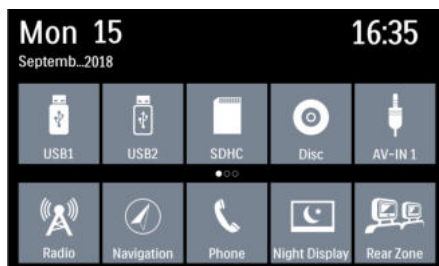 Mon 15
16:35
Septemb...2018
USB1 USB2 SDHC Disc AV-IN 1
Radio Navigation Phone Night Display Rear Zone